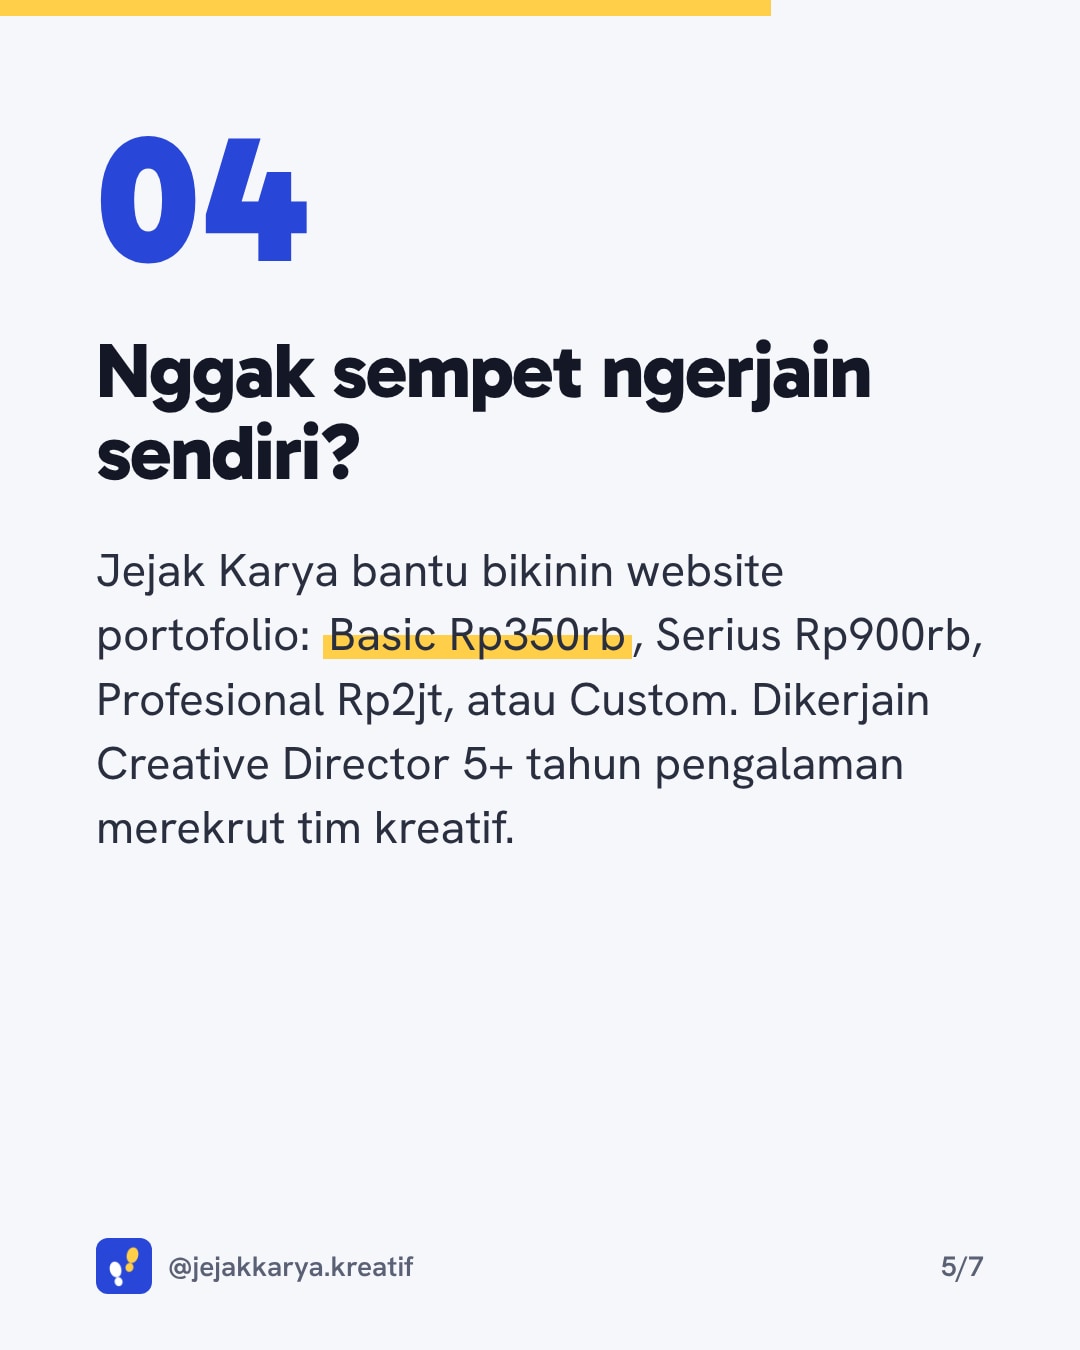 04
Nggak sempet ngerjain
sendiri?
Jejak Karya bantu bikinin website
portofolio: Basic Rp350rb, Serius Rp900rb,
Profesional Rp2jt, atau Custom. Dikerjain
Creative Director 5+ tahun pengalaman
merekrut tim kreatif.
@jejakkarya.kreatif
5/7